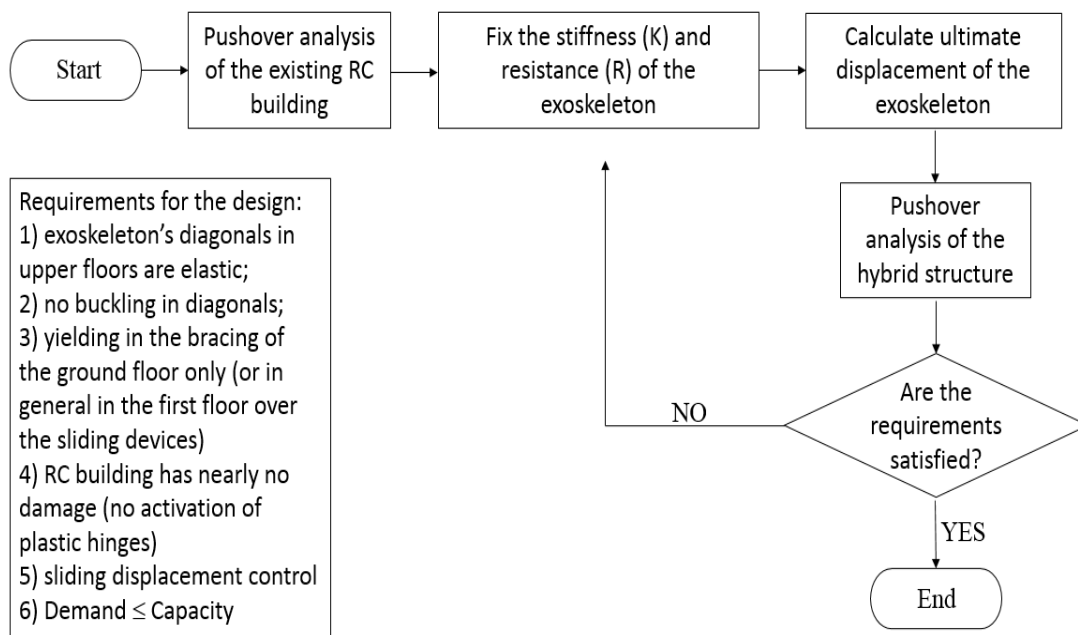 Start
Pushover analysis
of the existing RC
building
Fix the stiffness (K) and
resistance (R) of the
exoskeleton
Calculate ultimate
displacement of the
exoskeleton
Pushover
analysis of the
hybrid structure
Are the
requirements
satisfied?
NO
YES
End
Requirements for the design:
1) exoskeleton’s diagonals in
upper floors are elastic;
2) no buckling in diagonals;
3) yielding in the bracing of
the ground floor only (or in
general in the first floor over
the sliding devices)
4) RC building has nearly no
damage (no activation of
plastic hinges)
5) sliding displacement control
6) Demand ≤ Capacity